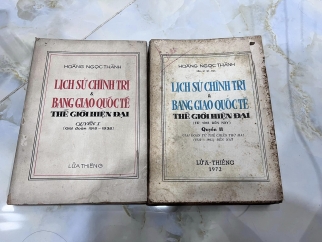 HOÀNG NGỌC THÀNH
LỊCH SỬ CHÍNH TRỊ
&
BANG GIAO QUỐC TẾ
THẾ GIỚI HIỆN ĐẠI
QUYỂN I
LỬA THIÊNG
HOÀNG NGỌC THÀNH
LỊCH SỬ CHÍNH TRỊ
&
BANG GIAO QUỐC TẾ
THẾ GIỚI HIỆN ĐẠI
Quyển II
LỬA-THIÊNG
1972